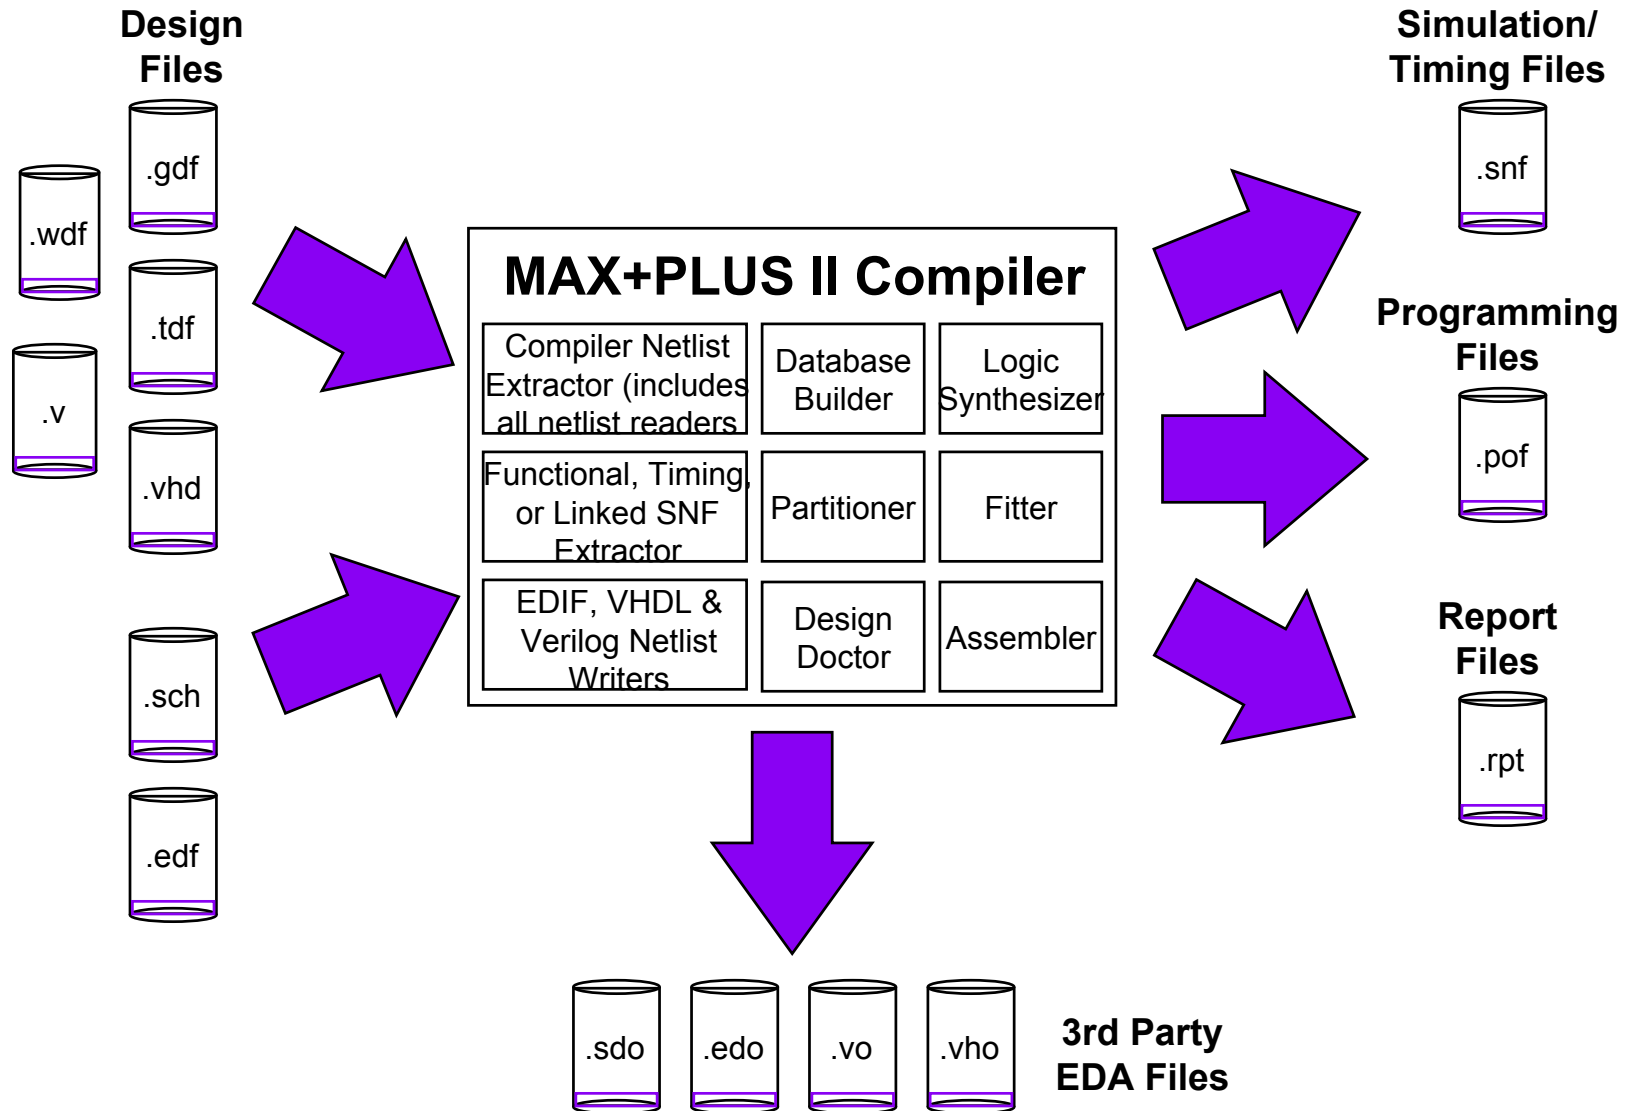 Design
Files
.gdf
.wdf
.tdf
.v
.vhd
.sch
.edf
MAX+PLUS II Compiler
Compiler Netlist
Extractor (includes
all netlist readers
Database
Builder
Logic
Synthesizer
Functional, Timing,
or Linked SNF
Extractor
Partitioner
Fitter
EDIF, VHDL &
Verilog Netlist
Writers
Design
Doctor
Assembler
Simulation/
Timing Files
.snf
Programming
Files
.pof
Report
Files
.rpt
.sdo
.edo
.vo
.vho
3rd Party
EDA Files